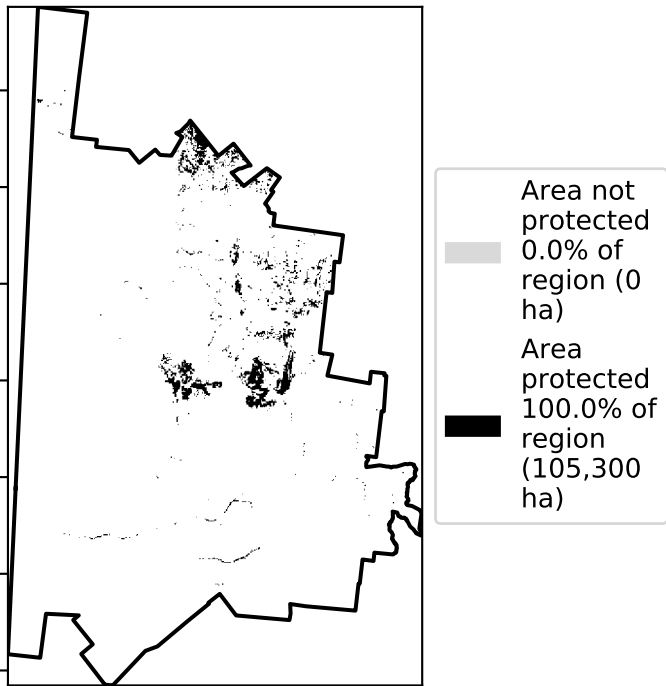 Area not
protected
0.0% of
region (0
ha)
Area
protected
100.0% of
region
(105,300
ha)